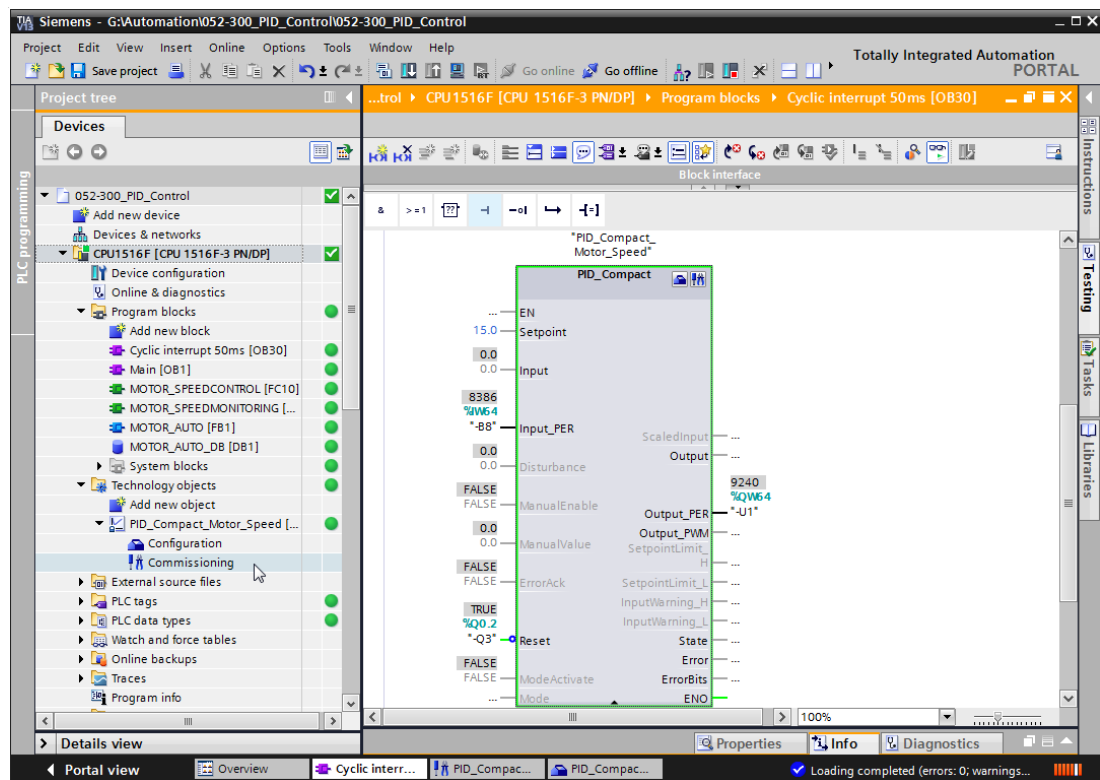 Siemens - G:\Automation\052-300_PID_Control\052-300_PID_Control
Project Edit View Insert Online Options Tools Window Help
Totally Integrated Automation
PORTAL
Save project Go online Go offline
Project tree
...trol ▸ CPU1516F [CPU 1516F-3 PN/DP] ▸ Program blocks ▸ Cyclic interrupt 50ms [OB30]
Devices
PLC programming
Block interface
052-300_PID_Control
Add new device
Devices & networks
CPU1516F [CPU 1516F-3 PN/DP]
Device configuration
Online & diagnostics
Program blocks
Add new block
Cyclic interrupt 50ms [OB30]
Main [OB1]
MOTOR_SPEEDCONTROL [FC10]
MOTOR_SPEEDMONITORING [...
MOTOR_AUTO [FB1]
MOTOR_AUTO_DB [DB1]
System blocks
Technology objects
Add new object
PID_Compact_Motor_Speed [...
Configuration
Commissioning
External source files
PLC tags
PLC data types
Watch and force tables
Online backups
Traces
Program info
Details view
& >=1 ?? -| -o| -[=]
"PID_Compact_
Motor_Speed"
PID_Compact
... EN
15.0 Setpoint
0.0
0.0 Input
8386
%IW64
"-B8" Input_PER
ScaledInput ...
0.0
Output ...
0.0 Disturbance
FALSE
FALSE ManualEnable
9240
%QW64
Output_PER "-U1"
0.0
Output_PWM ...
0.0 ManualValue
SetpointLimit_
H ...
FALSE
FALSE ErrorAck
SetpointLimit_L ...
InputWarning_H ...
TRUE
%Q0.2
InputWarning_L ...
"-Q3" Reset
State ...
FALSE
Error ...
FALSE ModeActivate
ErrorBits ...
... Mode
ENO
100%
Properties Info Diagnostics
Instructions
Testing
Tasks
Libraries
Portal view Overview Cyclic interr... PID_Compac... PID_Compac... Loading completed (errors: 0; warnings...